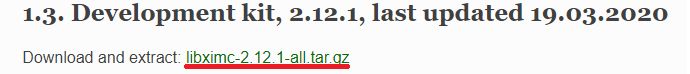 1.3. Development kit, 2.12.1, last updated 19.03.2020
Download and extract: libximc-2.12.1-all.tar.gz